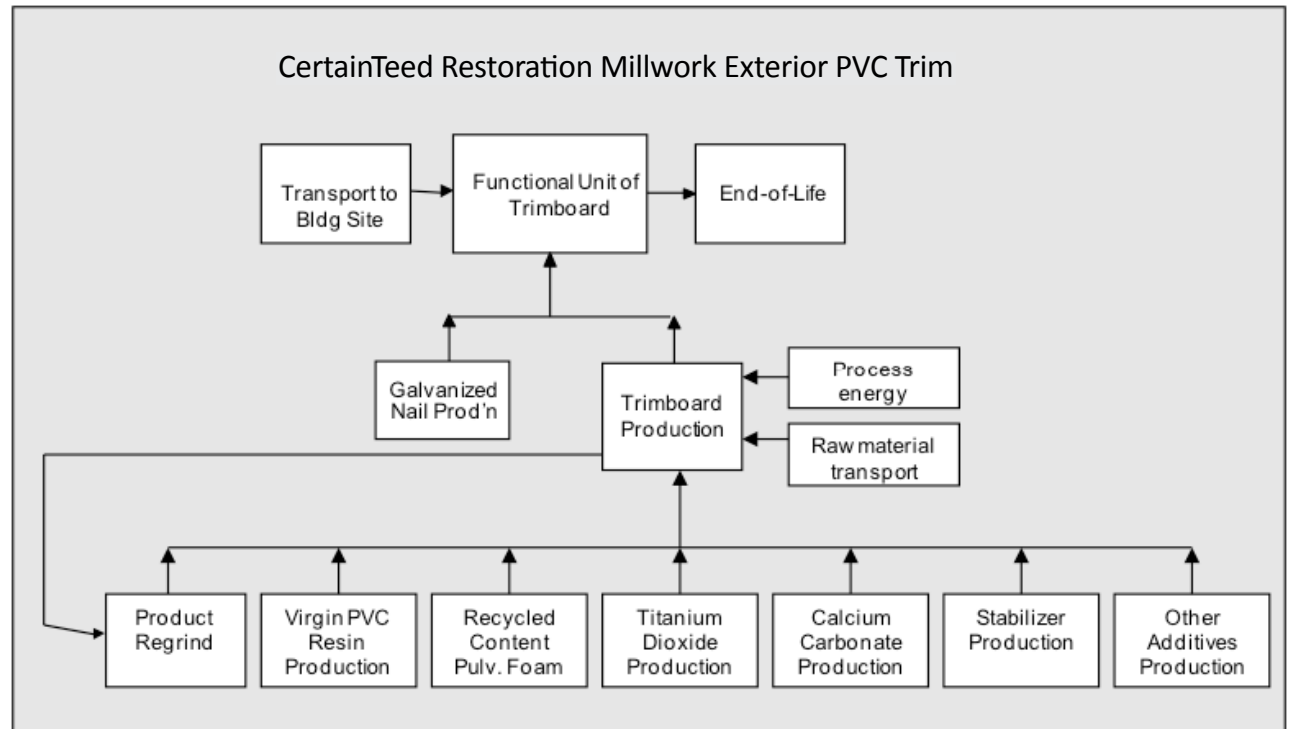 CertainTeed Restoration Millwork Exterior PVC Trim
Transport to
Bldg Site
Functional Unit of
Trimboard
End-of-Life
Galvanized
Nail Prod'n
Trimboard
Production
Process
energy
Raw material
transport
Product
Regrind
Virgin PVC
Resin
Production
Recycled
Content
Pulv. Foam
Titanium
Dioxide
Production
Calcium
Carbonate
Production
Stabilizer
Production
Other
Additives
Production